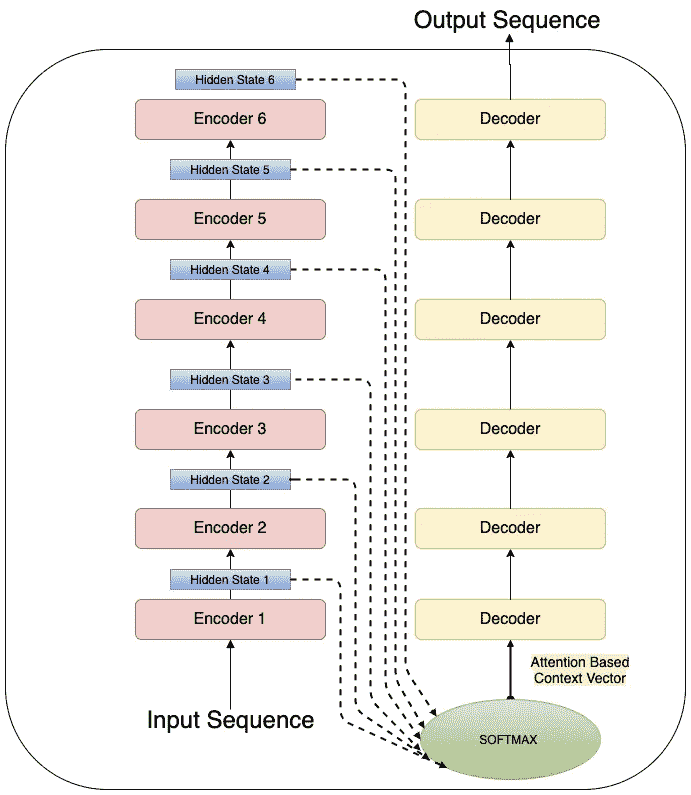 Output Sequence
Hidden State 6
Encoder 6
Decoder
Hidden State 5
Encoder 5
Decoder
Hidden State 4
Encoder 4
Decoder
Hidden State 3
Encoder 3
Decoder
Hidden State 2
Encoder 2
Decoder
Hidden State 1
Encoder 1
Decoder
Attention Based
Context Vector
Input Sequence
SOFTMAX